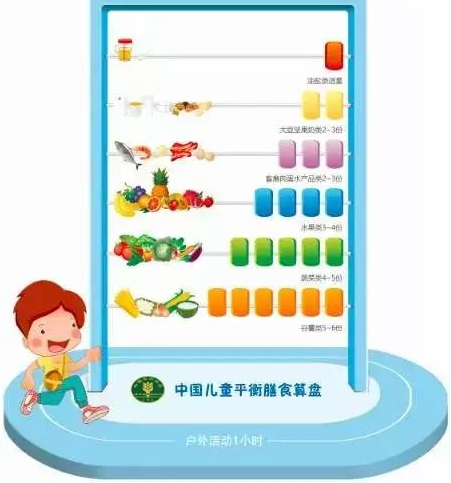 油盐类适量
大豆坚果奶类2~3份
畜禽肉蛋水产品类2~3份
水果类3~4份
蔬菜类4~5份
谷薯类5~6份
中国儿童平衡膳食算盘
户外活动1小时